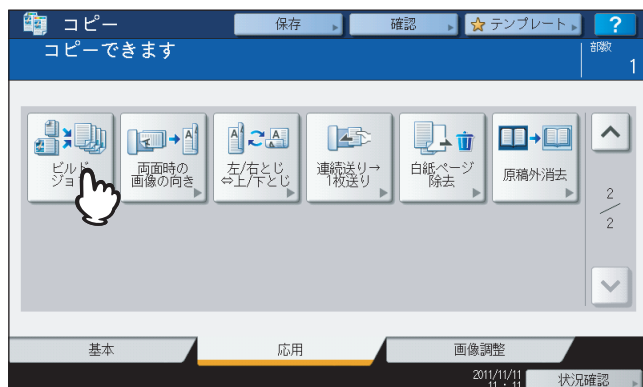 コピー
保存
確認
テンプレート
?
コピーできます
部数
1
ビルド
ジョ
両面時の
画像の向き
左/右とじ
⇔上/下とじ
連続送り→
1枚送り
白紙ページ
除去
原稿外消去
2
2
基本
応用
画像調整
2011/11/11
11:11
状況確認